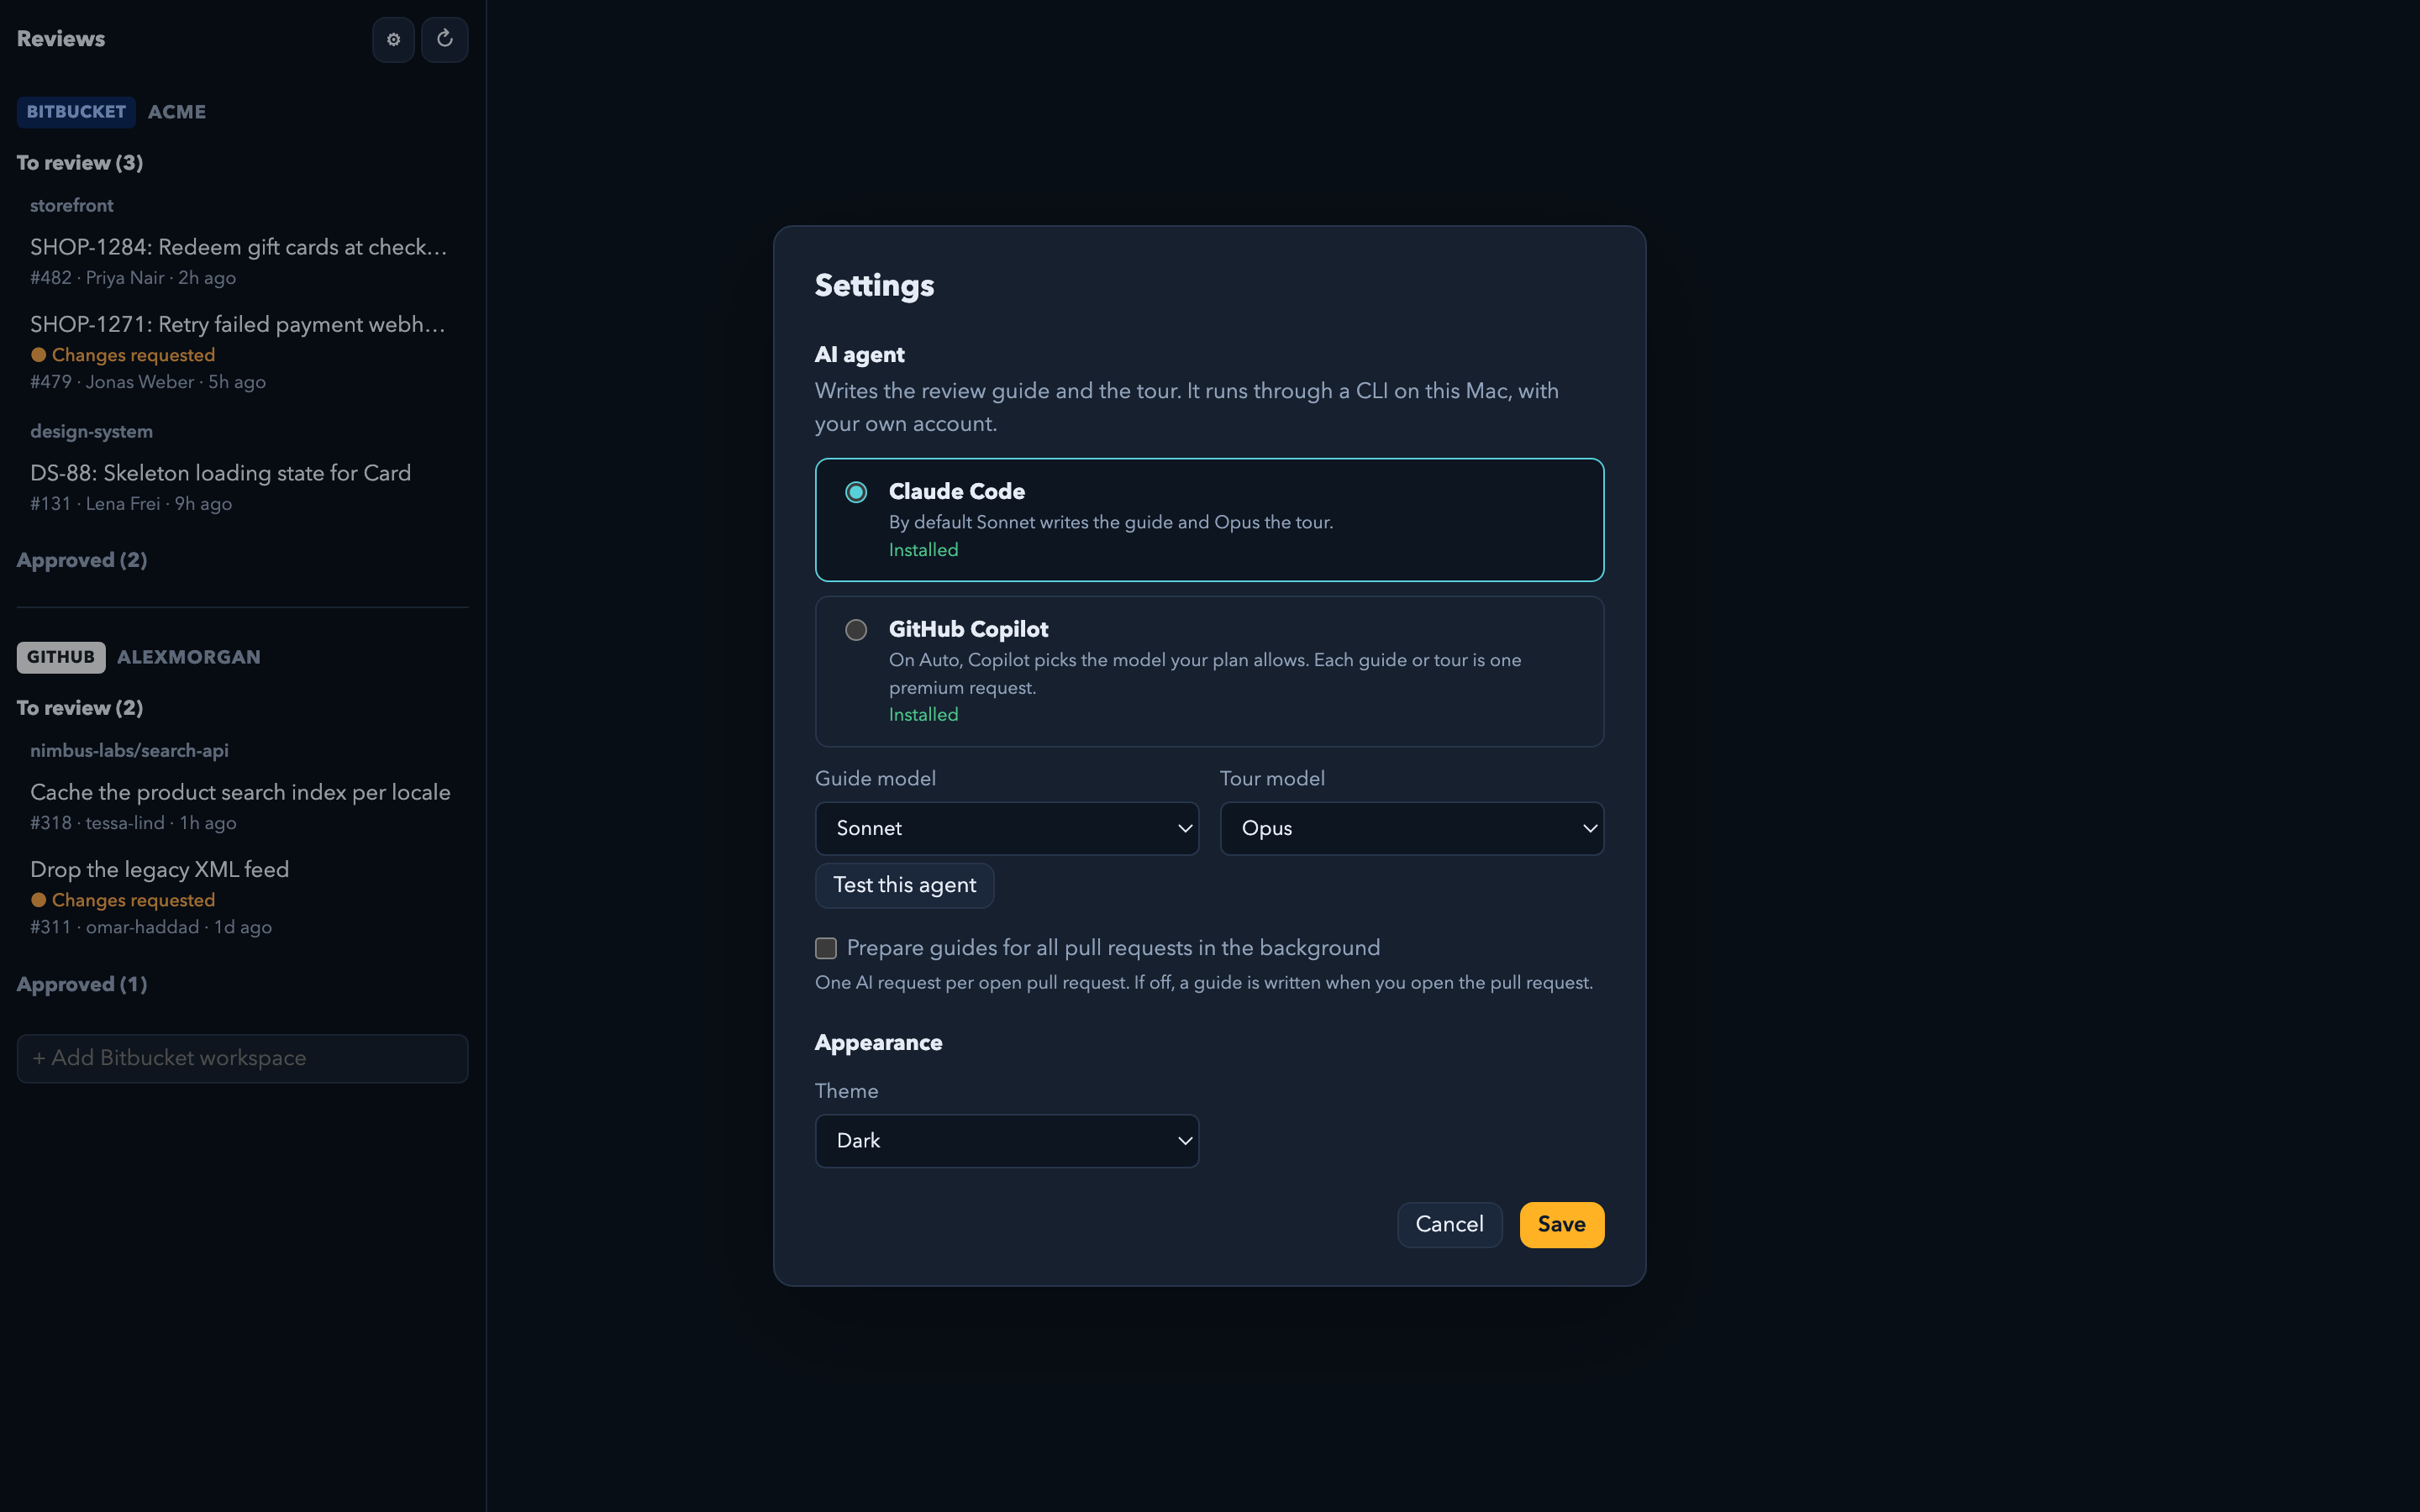 Reviews
BITBUCKET ACME
To review (3)
storefront
SHOP-1284: Redeem gift cards at check…
#482 · Priya Nair · 2h ago
SHOP-1271: Retry failed payment webh…
Changes requested
#479 · Jonas Weber · 5h ago
design-system
DS-88: Skeleton loading state for Card
#131 · Lena Frei · 9h ago
Approved (2)
GITHUB ALEXMORGAN
To review (2)
nimbus-labs/search-api
Cache the product search index per locale
#318 · tessa-lind · 1h ago
Drop the legacy XML feed
Changes requested
#311 · omar-haddad · 1d ago
Approved (1)
+ Add Bitbucket workspace
Settings
AI agent
Writes the review guide and the tour. It runs through a CLI on this Mac, with
your own account.
Claude Code
By default Sonnet writes the guide and Opus the tour.
Installed
GitHub Copilot
On Auto, Copilot picks the model your plan allows. Each guide or tour is one
premium request.
Installed
Guide model Tour model
Sonnet Opus
Test this agent
Prepare guides for all pull requests in the background
One AI request per open pull request. If off, a guide is written when you open the pull request.
Appearance
Theme
Dark
Cancel Save